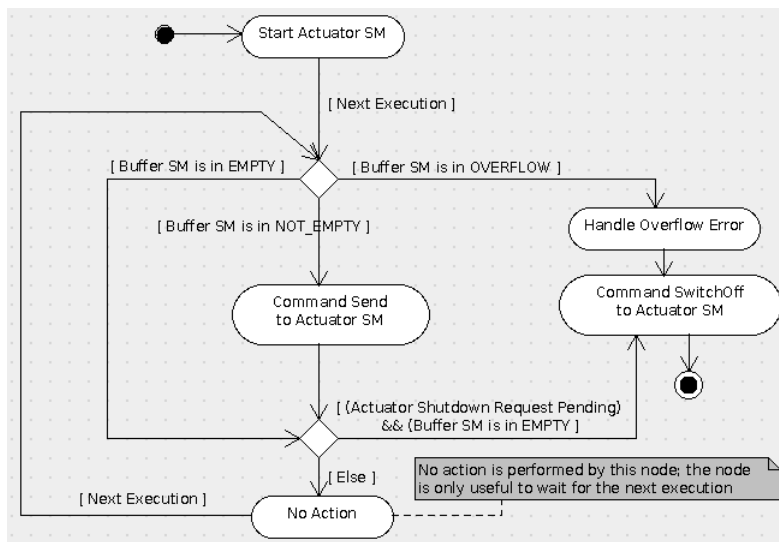 Start Actuator SM
[ Next Execution ]
[ Buffer SM is in EMPTY ]
[ Buffer SM is in OVERFLOW ]
[ Buffer SM is in NOT_EMPTY ]
Handle Overflow Error
Command Send
to Actuator SM
Command SwitchOff
to Actuator SM
[ (Actuator Shutdown Request Pending)
&& (Buffer SM is in EMPTY ]
[ Else ]
No action is performed by this node; the node
is only useful to wait for the next execution
[ Next Execution ]
No Action